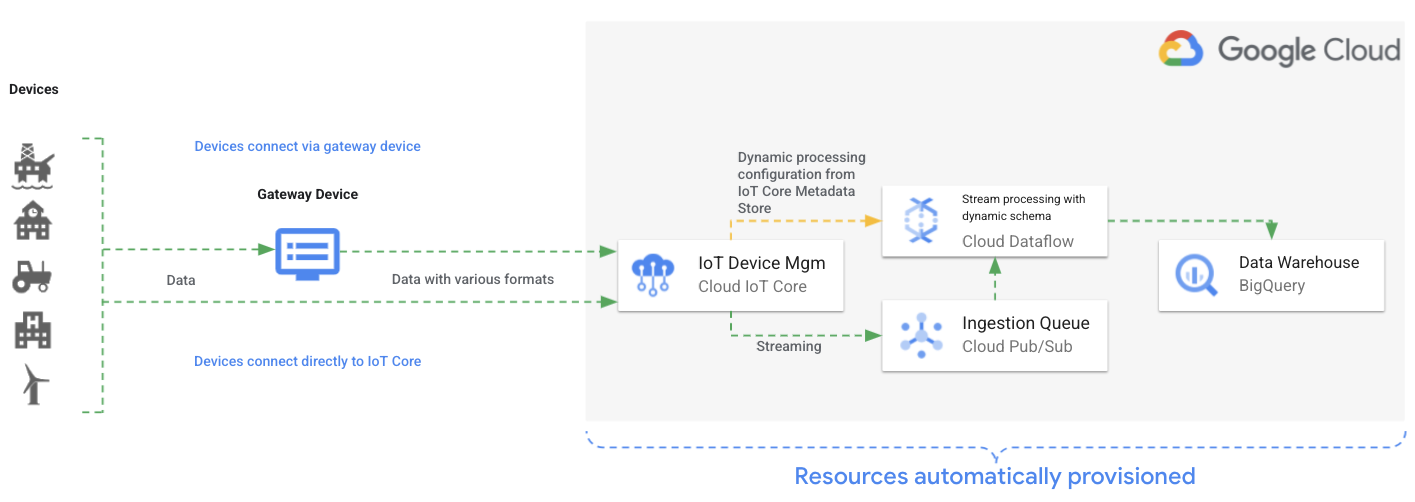 Google Cloud
Devices
Devices connect via gateway device
Gateway Device
Data
Data with various formats
Devices connect directly to IoT Core
Dynamic processing
configuration from
IoT Core Metadata
Store
Stream processing with
dynamic schema
Cloud Dataflow
IoT Device Mgm
Cloud IoT Core
Data Warehouse
BigQuery
Streaming
Ingestion Queue
Cloud Pub/Sub
Resources automatically provisioned